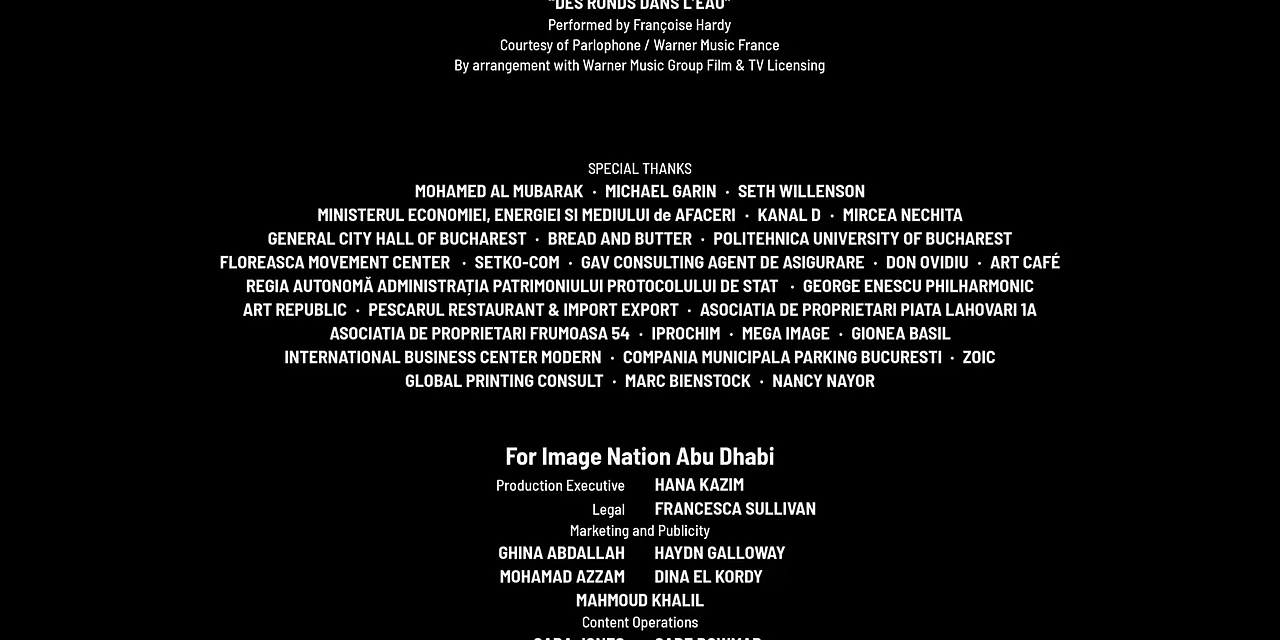 "DES RONDS DANS L'EAU"
Performed by Françoise Hardy
Courtesy of Parlophone / Warner Music France
By arrangement with Warner Music Group Film & TV Licensing
SPECIAL THANKS
MOHAMED AL MUBARAK · MICHAEL GARIN · SETH WILLENSON
MINISTERUL ECONOMIEI, ENERGIEI SI MEDIULUI de AFACERI · KANAL D · MIRCEA NECHITA
GENERAL CITY HALL OF BUCHAREST · BREAD AND BUTTER · POLITEHNICA UNIVERSITY OF BUCHAREST
FLOREASCA MOVEMENT CENTER · SETKO-COM · GAV CONSULTING AGENT DE ASIGURARE · DON OVIDIU · ART CAFÉ
REGIA AUTONOMĂ ADMINISTRAȚIA PATRIMONIULUI PROTOCOLULUI DE STAT · GEORGE ENESCU PHILHARMONIC
ART REPUBLIC · PESCARUL RESTAURANT & IMPORT EXPORT · ASOCIATIA DE PROPRIETARI PIATA LAHOVARI 1A
ASOCIATIA DE PROPRIETARI FRUMOASA 54 · IPROCHIM · MEGA IMAGE · GIONEA BASIL
INTERNATIONAL BUSINESS CENTER MODERN · COMPANIA MUNICIPALA PARKING BUCURESTI · ZOIC
GLOBAL PRINTING CONSULT · MARC BIENSTOCK · NANCY NAYOR
For Image Nation Abu Dhabi
Production Executive HANA KAZIM
Legal FRANCESCA SULLIVAN
Marketing and Publicity
GHINA ABDALLAH HAYDN GALLOWAY
MOHAMAD AZZAM DINA EL KORDY
MAHMOUD KHALIL
Content Operations